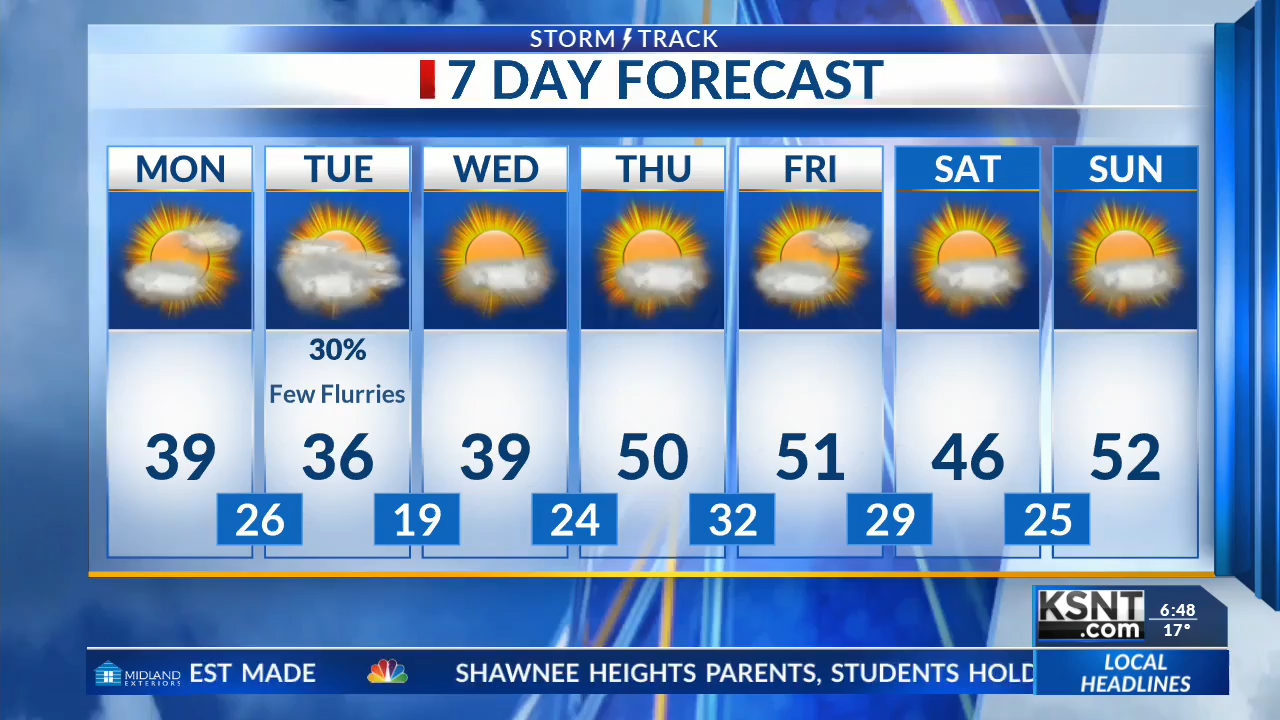 STORM TRACK
7 DAY FORECAST
MON TUE WED THU FRI SAT SUN
30%
Few Flurries
39 36 39 50 51 46 52
26 19 24 32 29 25
KSNT
.com
6:48
17°
MIDLAND
EXTERIORS
EST MADE SHAWNEE HEIGHTS PARENTS, STUDENTS HOLD
LOCAL
HEADLINES